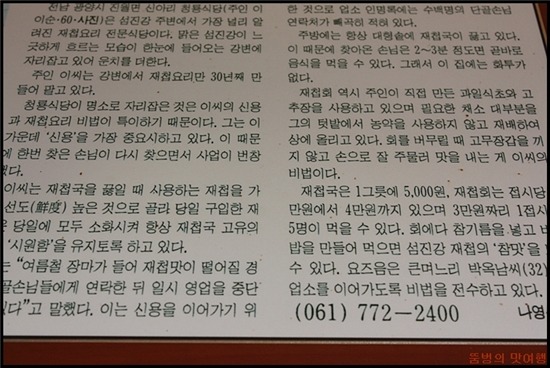 전남 광양시 진월면 신아리 청룡식당(주인 이
이순·60·사진)은 섬진강 주변에서 가장 널리 알
려진 재첩요리 전문식당이다. 맑은 섬진강이 느
긋하게 흐르는 모습이 한눈에 들어오는 강변에
자리잡고 있어 운치를 더한다.
주인 이씨는 강변에서 재첩요리만 30년째 만
들어 팔고 있다.
청룡식당이 명소로 자리잡은 것은 이씨의 신용
과 재첩요리 비법이 특이하기 때문이다. 그는 이
가운데 '신용'을 가장 중요시하고 있다. 이 때문
에 한번 찾은 손님이 다시 찾으면서 사업이 번창
했다.
이씨는 재첩국을 끓일 때 사용하는 재첩을 가
선도(鮮度) 높은 것으로 골라 당일 구입한 재
은 당일에 모두 소화시켜 항상 재첩국 고유의
'시원함'을 유지토록 하고 있다.
는 "여름철 장마가 들어 재첩맛이 떨어질 경
골손님들에게 연락한 뒤 일시 영업을 중단
있다"고 말했다. 이는 신용을 이어가기 위
한 것으로 업소 인명록에는 수백명의 단골손님
연락처가 빼곡히 적혀 있다.
주방에는 항상 대형솥에 재첩국이 끓고 있다.
이 때문에 찾아온 손님은 2~3분 정도면 곧바로
음식을 먹을 수 있다. 그래서 이 집에는 화투가
없다.
재첩회 역시 주인이 직접 만든 과일식초와 고
추장을 사용하고 있으며 필요한 채소 대부분을
그의 텃밭에서 농약을 사용하지 않고 재배하여
상에 올리고 있다. 회를 버무릴 때 고무장갑을 끼
지 않고 손으로 잘 주물러 맛을 내는 게 이씨의
비법이다.
재첩국은 1그릇에 5,000원, 재첩회는 접시당
만원에서 4만원까지 있으며 3만원짜리 1접시
5명이 먹을 수 있다. 회에다 참기름을 넣고 비
밥을 만들어 먹으면 섬진강 재첩의 '참맛'을
수 있다. 요즈음은 큰며느리 박옥남씨(32)
업소를 이어가도록 비법을 전수하고 있다.
(061) 772-2400
나영
뚬벙의 맛여행